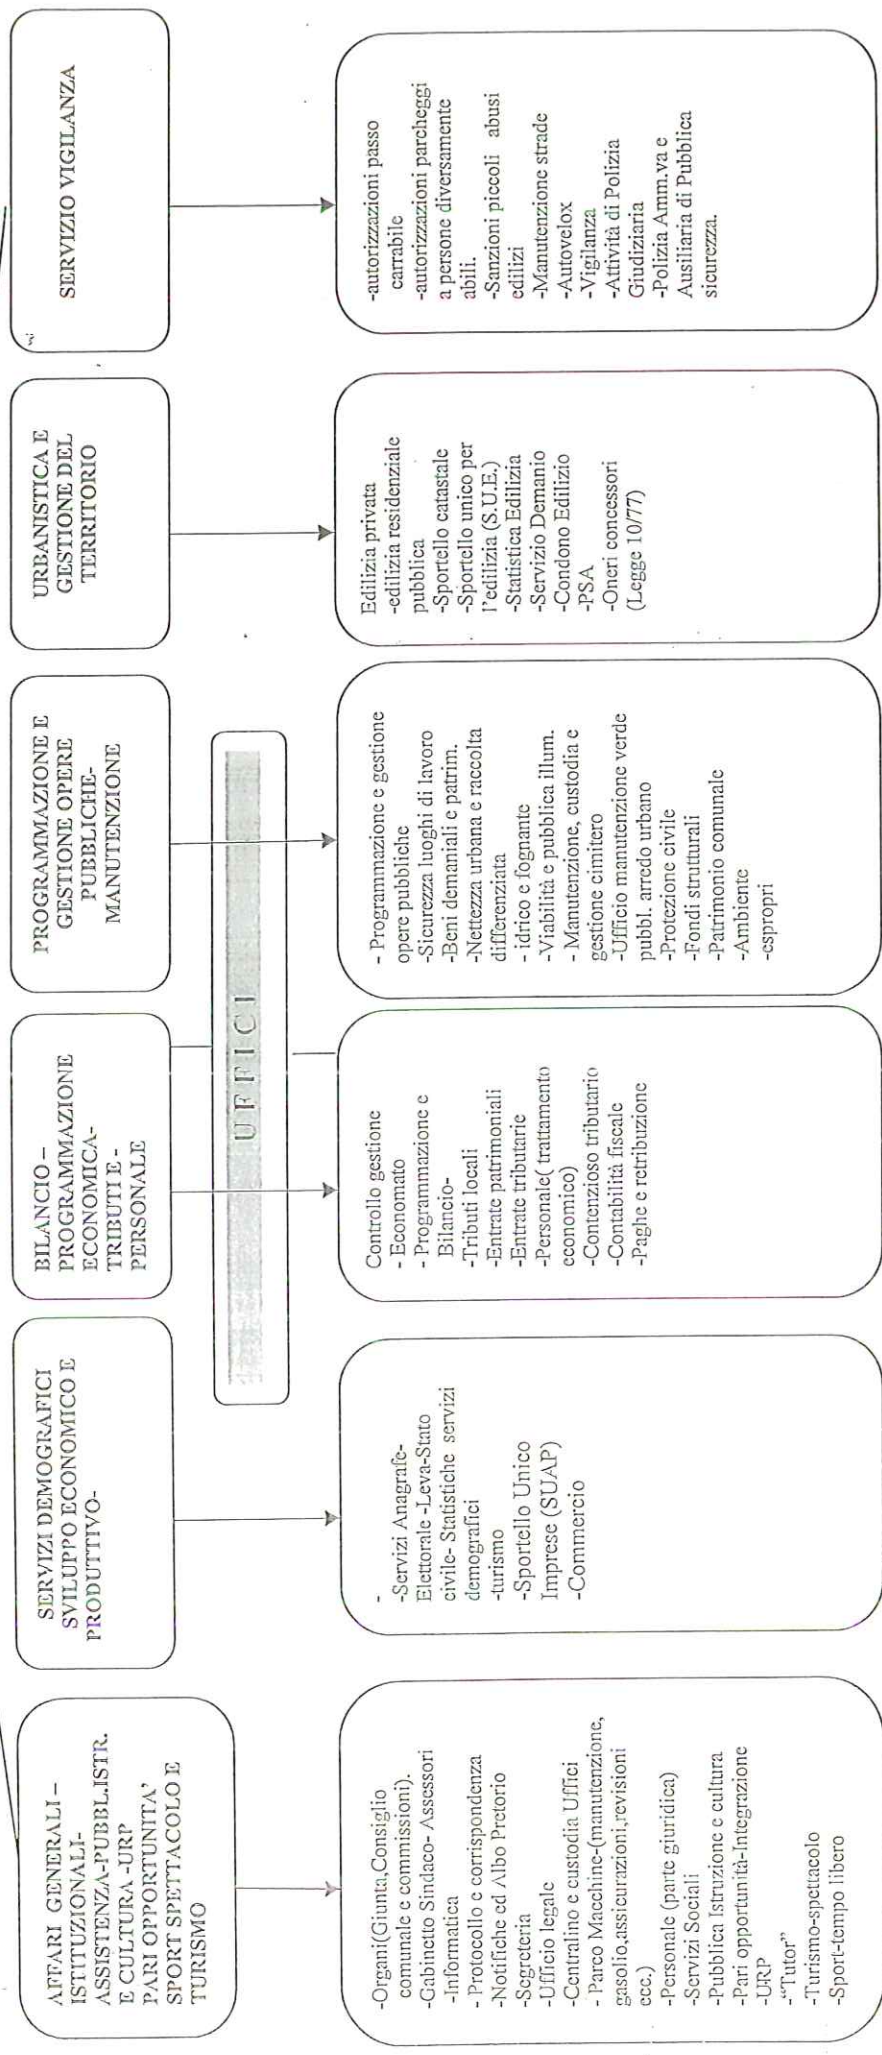 AFFARI GENERALI –
ISTITUZIONALI-
ASSISTENZA-PUBBL.ISTR.
E CULTURA -URP
PARI OPPORTUNITA’
SPORT SPETTACOLO E
TURISMO
SERVIZI DEMOGRAFICI
SVILUPPO ECONOMICO E
PRODUTTIVO-
BILANCIO –
PROGRAMMAZIONE
ECONOMICA-
TRIBUTI E -
PERSONALE
PROGRAMMAZIONE E
GESTIONE OPERE
PUBBLICHE-
MANUTENZIONE
URBANISTICA E
GESTIONE DEL
TERRITORIO
SERVIZIO VIGILANZA
UFFICI
-Organi(Giunta,Consiglio
comunale e commissioni).
-Gabinetto Sindaco- Assessori
-Informatica
- Protocollo e corrispondenza
-Notifiche ed Albo Pretorio
-Segreteria
-Ufficio legale
-Centralino e custodia Uffici
- Parco Macchine-(manutenzione,
gasolio,assicurazioni,revisioni
ecc.)
-Personale (parte giuridica)
-Servizi Sociali
-Pubblica Istruzione e cultura
-Pari opportunità-Integrazione
-URP
-“Tutor”
-Turismo-spettacolo
-Sport-tempo libero
-
-Servizi Anagrafe-
Elettorale -Leva-Stato
civile- Statistiche servizi
demografici
-turismo
-Sportello Unico
Imprese (SUAP)
-Commercio
Controllo gestione
- Economato
- Programmazione e
Bilancio-
-Tributi locali
-Entrate patrimoniali
-Entrate tributarie
-Personale( trattamento
economico)
-Contenzioso tributario
-Contabilità fiscale
-Paghe e retribuzione
- Programmazione e gestione
opere pubbliche
-Sicurezza luoghi di lavoro
-Beni demaniali e patrim.
-Nettezza urbana e raccolta
differenziata
- idrico e fognante
-Viabilità e pubblica illum.
- Manutenzione, custodia e
gestione cimitero
-Ufficio manutenzione verde
pubbl. arredo urbano
-Protezione civile
-Fondi strutturali
-Patrimonio comunale
-Ambiente
-espropri
Edilizia privata
-edilizia residenziale
pubblica
-Sportello catastale
-Sportello unico per
l’edilizia (S.U.E.)
-Statistica Edilizia
-Servizio Demanio
-Condono Edilizio
-PSA
-Oneri concessori
(Legge 10/77)
-autorizzazioni passo
carrabile
-autorizzazioni parcheggi
a persone diversamente
abili.
-Sanzioni piccoli abusi
edilizi
-Manutenzione strade
-Autovelox
-Vigilanza
-Attività di Polizia
Giudiziaria
-Polizia Amm.va e
Ausiliaria di Pubblica
sicurezza.